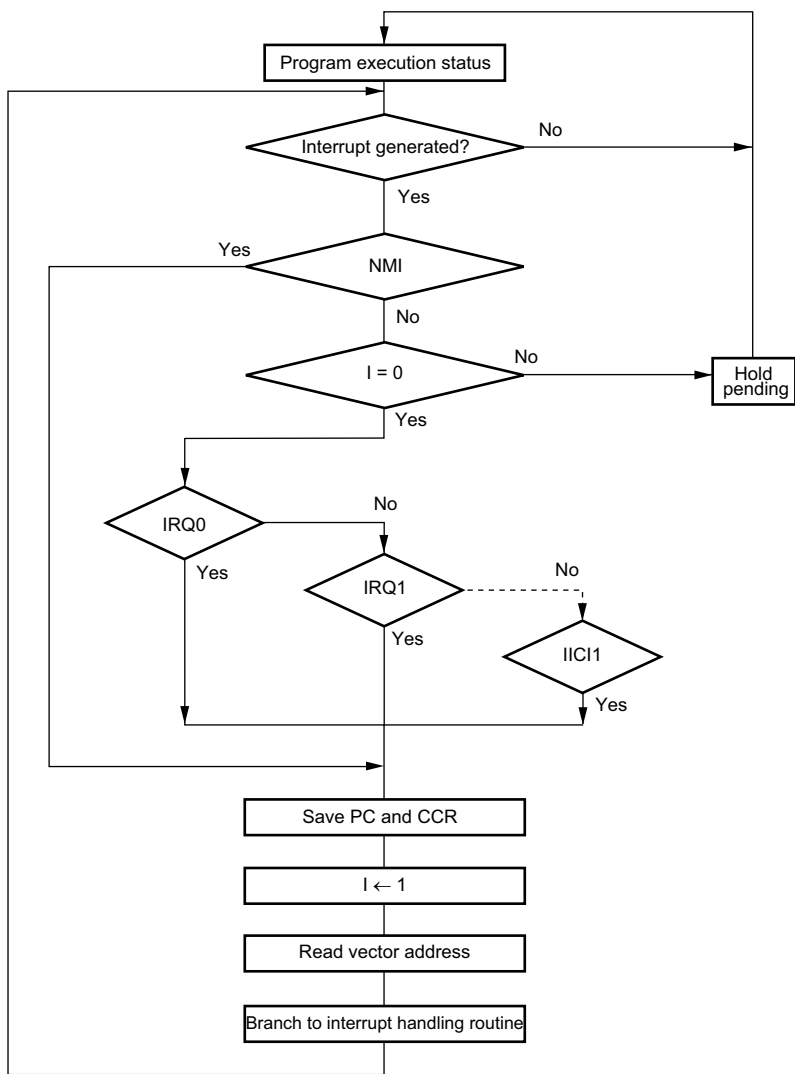 Program execution status
Interrupt generated?
No
Yes
Yes
NMI
No
I = 0
No
Hold
pending
Yes
IRQ0
No
Yes
IRQ1
No
Yes
IICI1
Yes
Save PC and CCR
I ← 1
Read vector address
Branch to interrupt handling routine